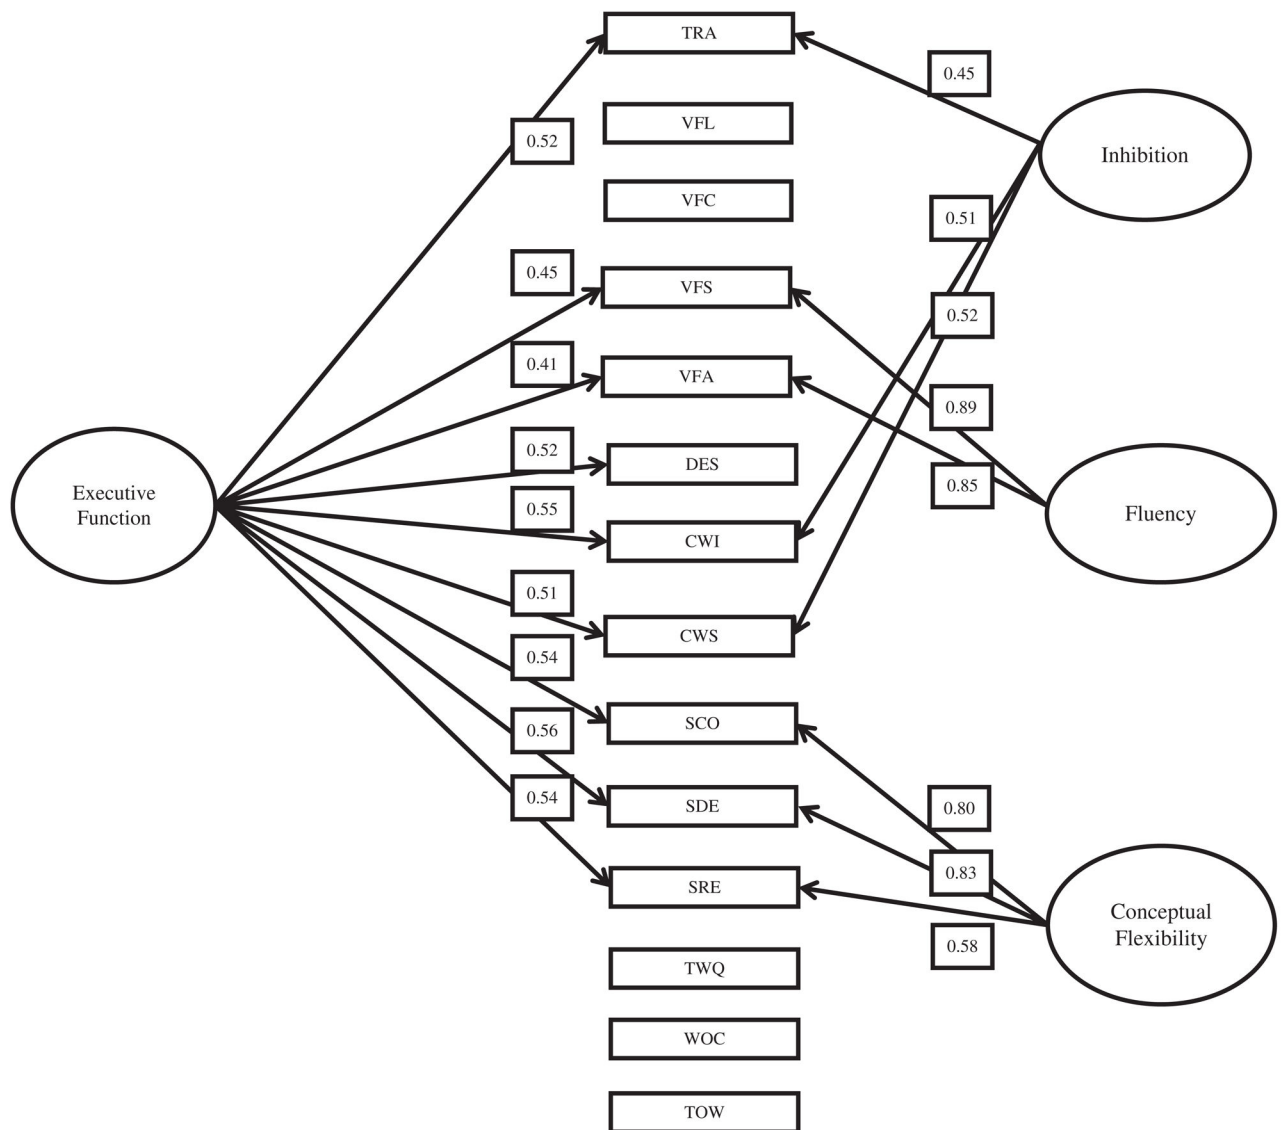 TRA
0.45
0.52
VFL
Inhibition
VFC
0.51
0.45
VFS
0.52
0.41
VFA
0.89
0.52
DES
0.85
Executive
Function
0.55
CWI
Fluency
0.51
CWS
0.54
SCO
0.56
0.54
SDE
0.80
SRE
0.83
Conceptual
Flexibility
0.58
TWQ
WOC
TOW